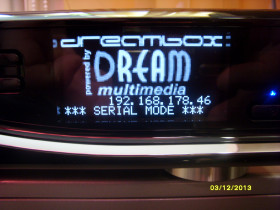 dreambox
powered by
DREAM
multimedia
192.168.178.46
*** SERIAL MODE ***
03/12/2013